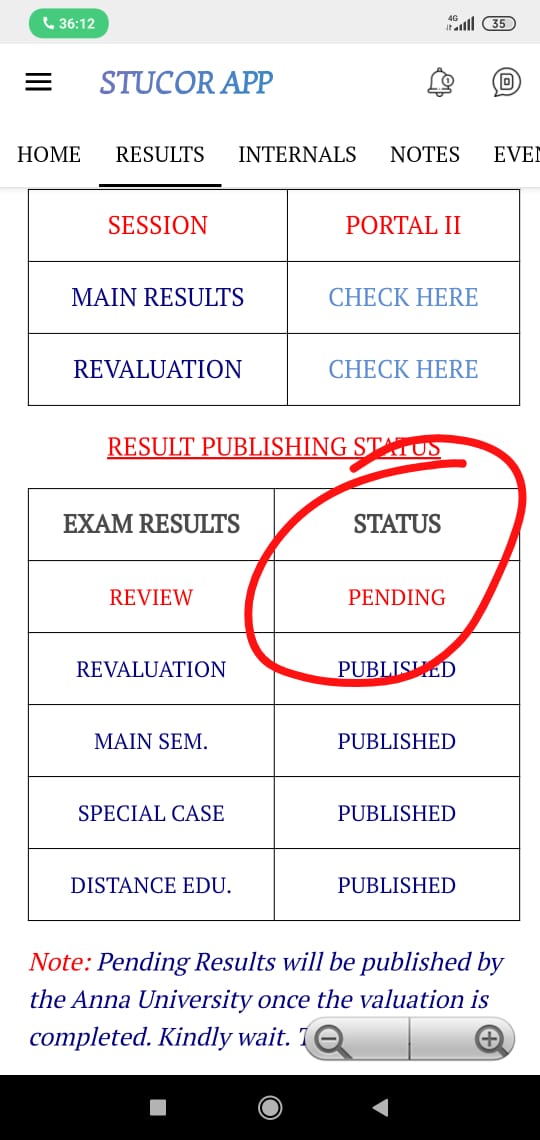 36:12 4G 35
STUCOR APP
HOME RESULTS INTERNALS NOTES EVEN
SESSION PORTAL II
MAIN RESULTS CHECK HERE
REVALUATION CHECK HERE
RESULT PUBLISHING STATUS
EXAM RESULTS STATUS
REVIEW PENDING
REVALUATION PUBLISHED
MAIN SEM. PUBLISHED
SPECIAL CASE PUBLISHED
DISTANCE EDU. PUBLISHED
Note: Pending Results will be published by
the Anna University once the valuation is
completed. Kindly wait.